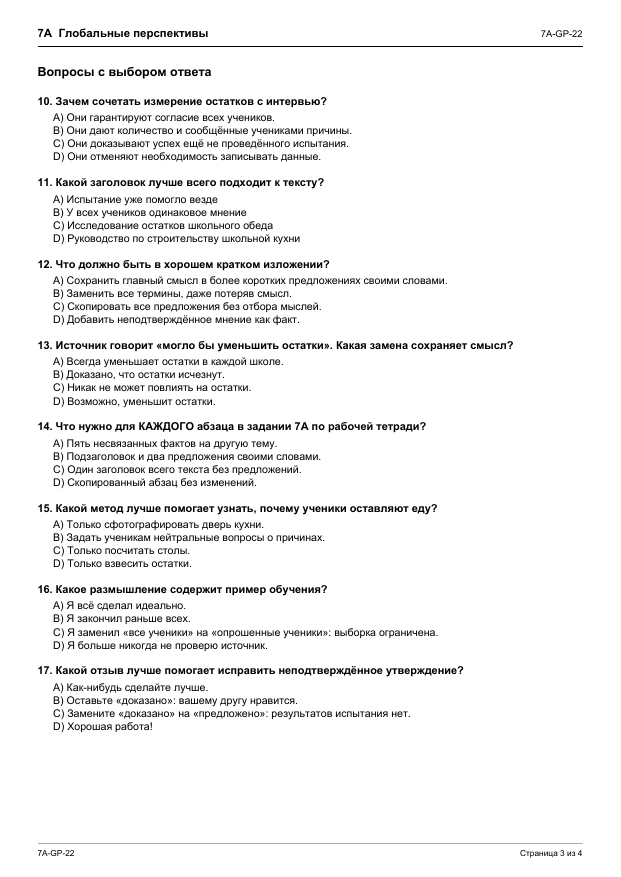 7А Глобальные перспективы
7A-GP-22
Вопросы с выбором ответа
10. Зачем сочетать измерение остатков с интервью?
A) Они гарантируют согласие всех учеников.
B) Они дают количество и сообщённые учениками причины.
C) Они доказывают успех ещё не проведённого испытания.
D) Они отменяют необходимость записывать данные.
11. Какой заголовок лучше всего подходит к тексту?
A) Испытание уже помогло везде
B) У всех учеников одинаковое мнение
C) Исследование остатков школьного обеда
D) Руководство по строительству школьной кухни
12. Что должно быть в хорошем кратком изложении?
A) Сохранить главный смысл в более коротких предложениях своими словами.
B) Заменить все термины, даже потеряв смысл.
C) Скопировать все предложения без отбора мыслей.
D) Добавить неподтверждённое мнение как факт.
13. Источник говорит «могло бы уменьшить остатки». Какая замена сохраняет смысл?
A) Всегда уменьшает остатки в каждой школе.
B) Доказано, что остатки исчезнут.
C) Никак не может повлиять на остатки.
D) Возможно, уменьшит остатки.
14. Что нужно для КАЖДОГО абзаца в задании 7А по рабочей тетради?
A) Пять несвязанных фактов на другую тему.
B) Подзаголовок и два предложения своими словами.
C) Один заголовок всего текста без предложений.
D) Скопированный абзац без изменений.
15. Какой метод лучше помогает узнать, почему ученики оставляют еду?
A) Только сфотографировать дверь кухни.
B) Задать ученикам нейтральные вопросы о причинах.
C) Только посчитать столы.
D) Только взвесить остатки.
16. Какое размышление содержит пример обучения?
A) Я всё сделал идеально.
B) Я закончил раньше всех.
C) Я заменил «все ученики» на «опрошенные ученики»: выборка ограничена.
D) Я больше никогда не проверю источник.
17. Какой отзыв лучше помогает исправить неподтверждённое утверждение?
A) Как-нибудь сделайте лучше.
B) Оставьте «доказано»: вашему другу нравится.
C) Замените «доказано» на «предложено»: результатов испытания нет.
D) Хорошая работа!
7A-GP-22
Страница 3 из 4